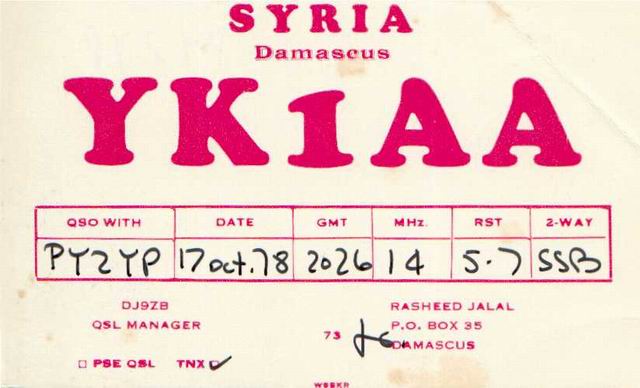 SYRIA
Damascus
YK1AA
QSO WITH DATE GMT MHz. RST 2-WAY
PY2YP 17 oct. 78 2026 14 5.7 SSB
DJ9ZB
QSL MANAGER
RASHEED JALAL
P.O. BOX 35
DAMASCUS
73
□ PSE QSL TNX □✓